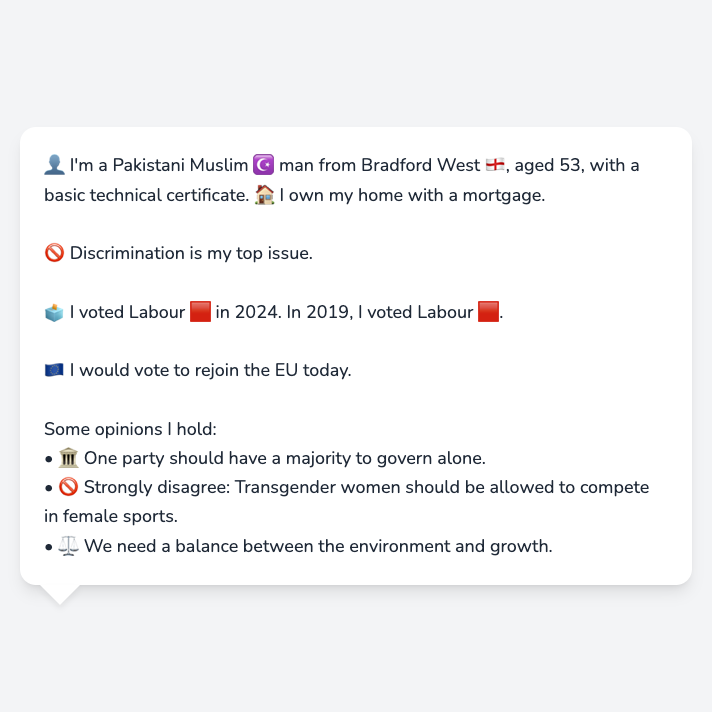 👤 I'm a Pakistani Muslim ☪️ man from Bradford West 🏴󠁧󠁢󠁥󠁮󠁧󠁿, aged 53, with a
basic technical certificate. 🏠 I own my home with a mortgage.
🚫 Discrimination is my top issue.
🗳️ I voted Labour 🟥 in 2024. In 2019, I voted Labour 🟥.
🇪🇺 I would vote to rejoin the EU today.
Some opinions I hold:
• 🏛️ One party should have a majority to govern alone.
• 🚫 Strongly disagree: Transgender women should be allowed to compete
in female sports.
• ⚖️ We need a balance between the environment and growth.